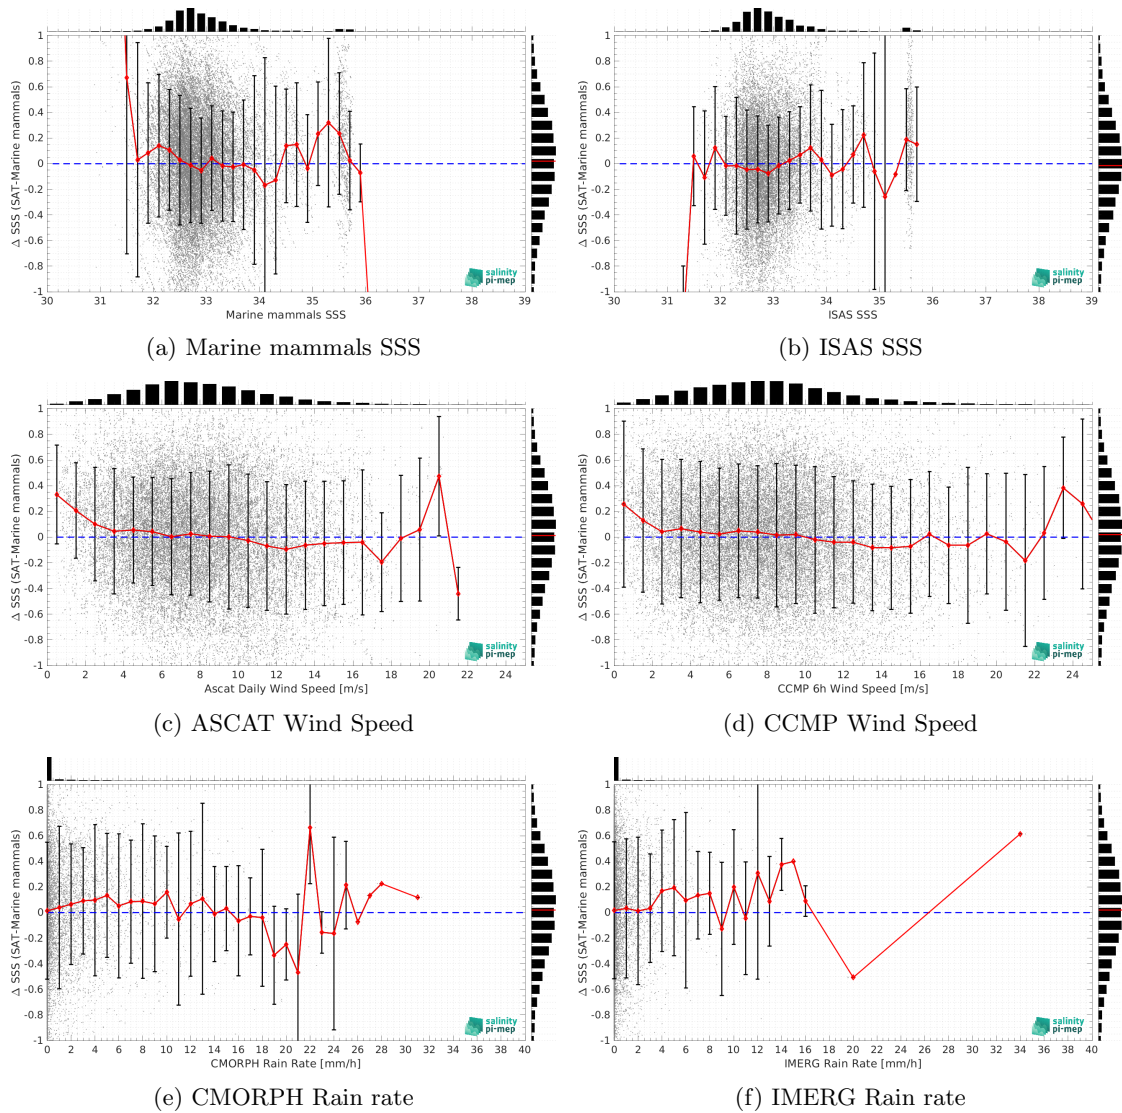 1
0.8
0.6
0.4
0.2
0
-0.2
-0.4
-0.6
-0.8
-1
Δ SSS (SAT-Marine mammals)
30 31 32 33 34 35 36 37 38 39
Marine mammals SSS
salinity
pi-mep
(a) Marine mammals SSS
1
0.8
0.6
0.4
0.2
0
-0.2
-0.4
-0.6
-0.8
-1
Δ SSS (SAT-Marine mammals)
30 31 32 33 34 35 36 37 38 39
ISAS SSS
salinity
pi-mep
(b) ISAS SSS
1
0.8
0.6
0.4
0.2
0
-0.2
-0.4
-0.6
-0.8
-1
Δ SSS (SAT-Marine mammals)
0 2 4 6 8 10 12 14 16 18 20 22 24
Ascat Daily Wind Speed [m/s]
salinity
pi-mep
(c) ASCAT Wind Speed
1
0.8
0.6
0.4
0.2
0
-0.2
-0.4
-0.6
-0.8
-1
Δ SSS (SAT-Marine mammals)
0 2 4 6 8 10 12 14 16 18 20 22 24
CCMP 6h Wind Speed [m/s]
salinity
pi-mep
(d) CCMP Wind Speed
1
0.8
0.6
0.4
0.2
0
-0.2
-0.4
-0.6
-0.8
-1
Δ SSS (SAT-Marine mammals)
0 2 4 6 8 10 12 14 16 18 20 22 24 26 28 30 32 34 36 38 40
CMORPH Rain Rate [mm/h]
salinity
pi-mep
(e) CMORPH Rain rate
1
0.8
0.6
0.4
0.2
0
-0.2
-0.4
-0.6
-0.8
-1
Δ SSS (SAT-Marine mammals)
0 2 4 6 8 10 12 14 16 18 20 22 24 26 28 30 32 34 36 38 40
IMERG Rain Rate [mm/h]
salinity
pi-mep
(f) IMERG Rain rate